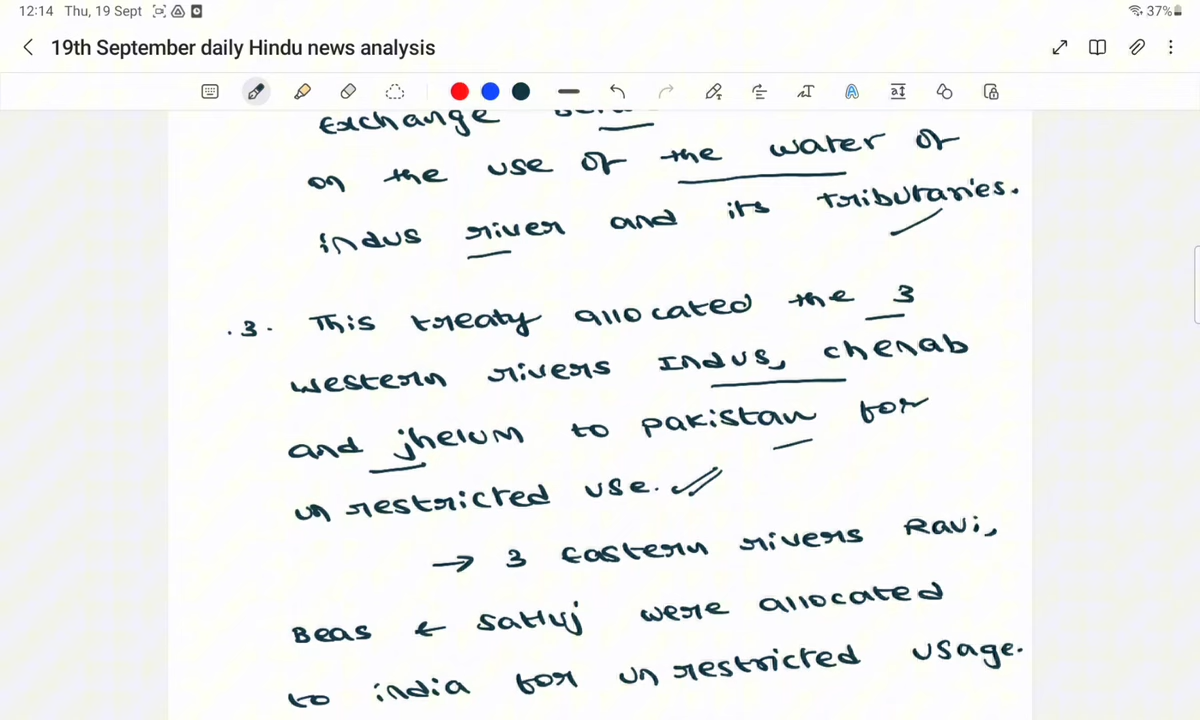 12:14 Thu, 19 Sept 37%
19th September daily Hindu news analysis
Exchange
on the use of the water of
indus river and its tributaries.
.3. This treaty allocated the 3
western rivers Indus, chenab
and jhelum to pakistan for
un restricted use.
→ 3 Eastern rivers Ravi,
Beas & satluj were allocated
to india for un restricted usage.